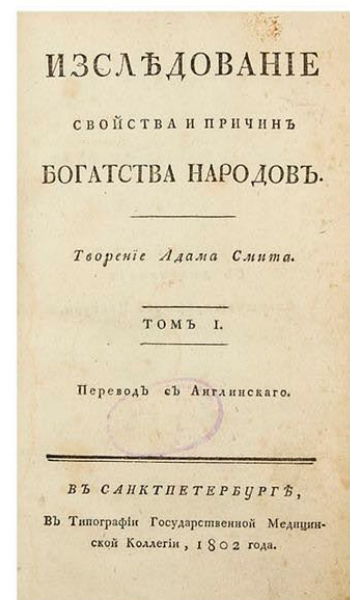 ИЗСЛѢДОВАНІЕ
СВОЙСТВА И ПРИЧИНЪ
БОГАТСТВА НАРОДОВЪ.
Твореніе Адама Смита.
ТОМЪ I.
Переводъ съ Англинскаго.
ВЪ САНКТПЕТЕРБУРГѢ,
Въ Типографіи Государственной Медицин-
ской Коллегіи, 1802 года.